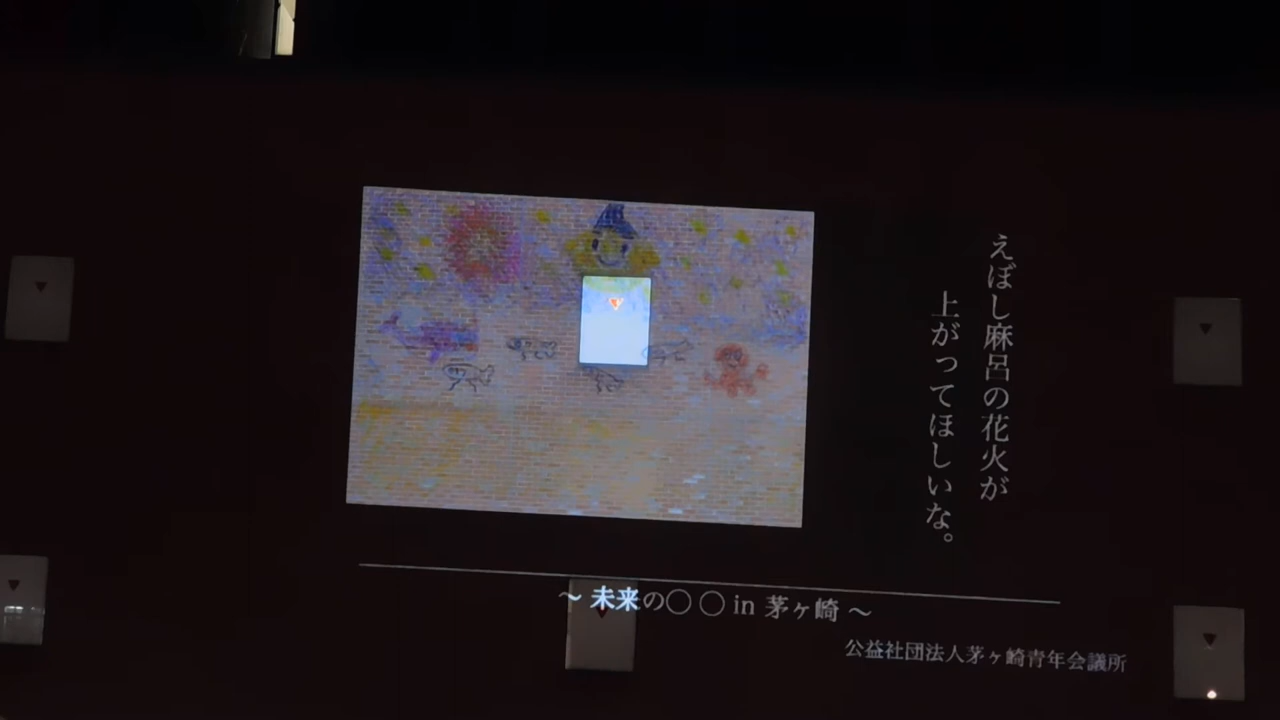 えぼし麻呂の花火が
上がってほしいな。
～ 未来の〇 〇 in 茅ヶ崎 ～
公益社団法人茅ヶ崎青年会議所